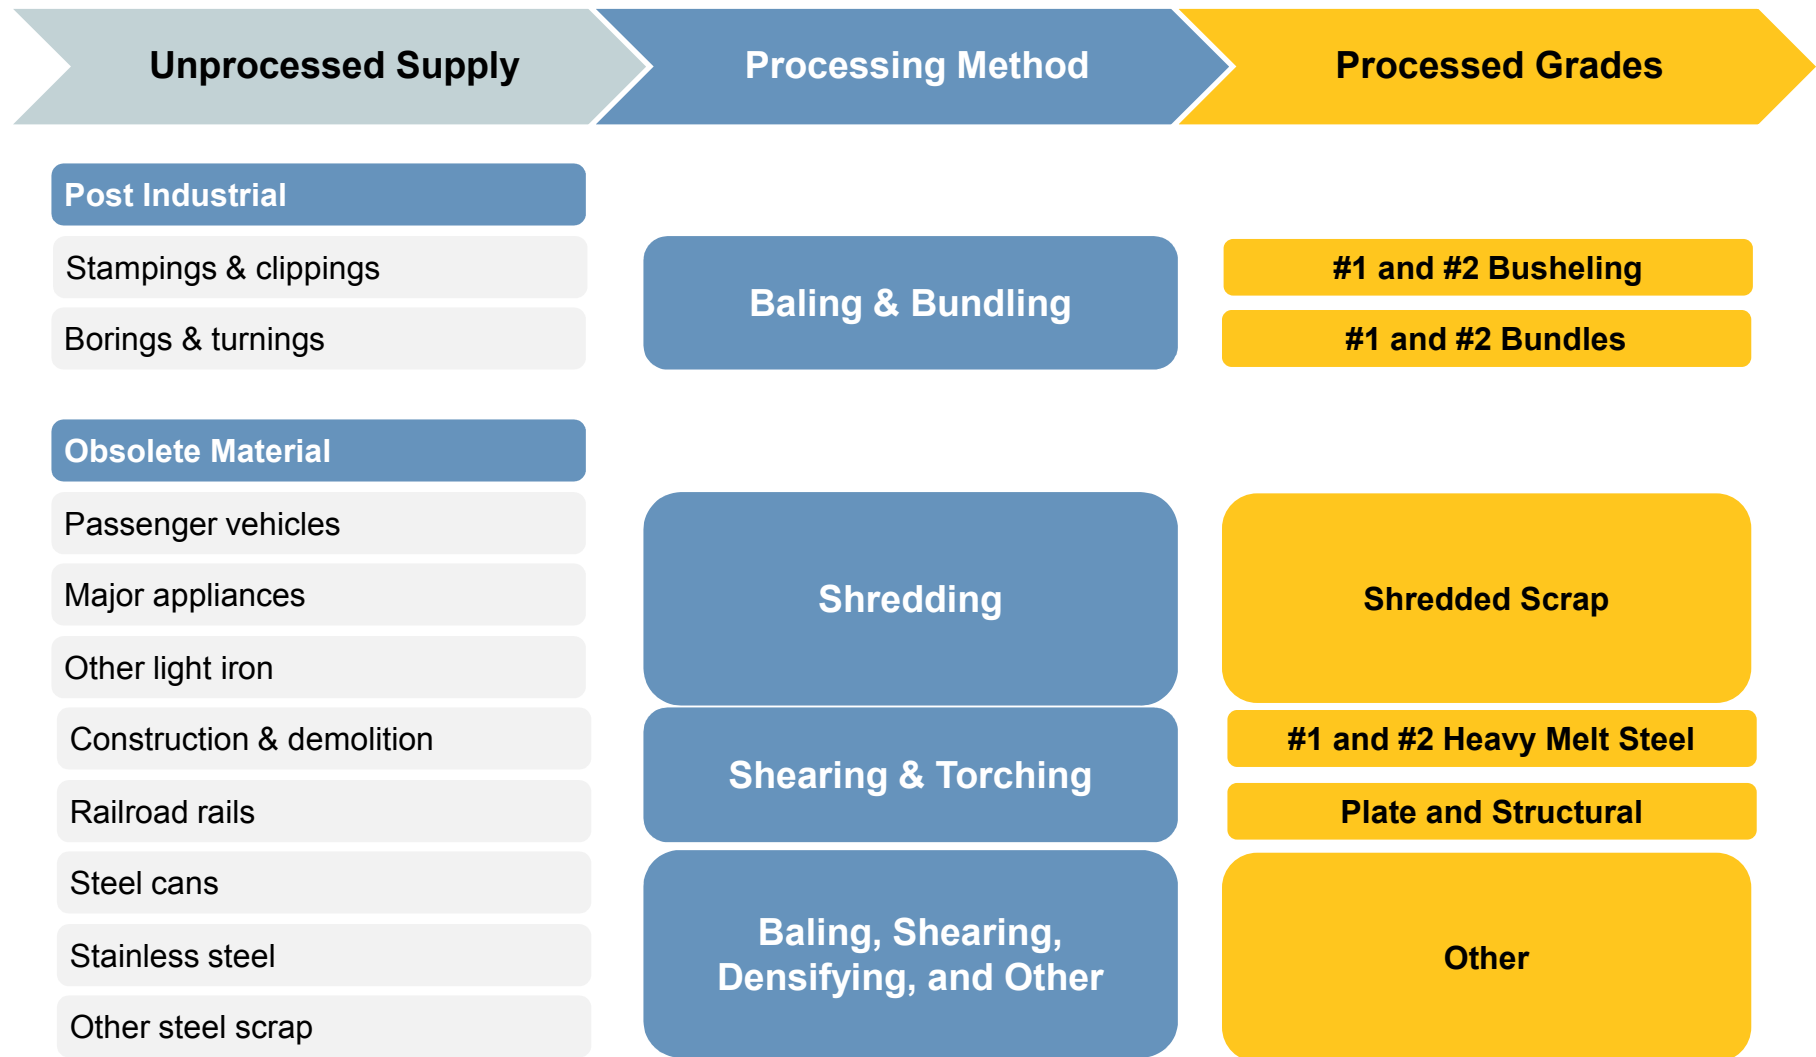 Unprocessed Supply
Processing Method
Processed Grades
Post Industrial
Stampings & clippings
Borings & turnings
Baling & Bundling
#1 and #2 Busheling
#1 and #2 Bundles
Obsolete Material
Passenger vehicles
Major appliances
Other light iron
Shredding
Shredded Scrap
Construction & demolition
Railroad rails
Shearing & Torching
#1 and #2 Heavy Melt Steel
Plate and Structural
Steel cans
Stainless steel
Other steel scrap
Baling, Shearing,
Densifying, and Other
Other